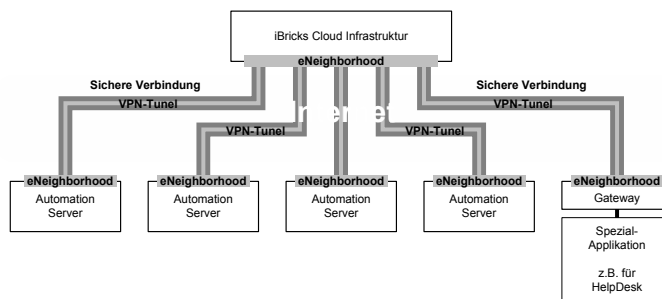 iBricks Cloud Infrastruktur
eNeighborhood
Sichere Verbindung
Sichere Verbindung
VPN-Tunel
Internet
VPN-Tunel
VPN-Tunel
VPN-Tunel
eNeighborhood
eNeighborhood
eNeighborhood
eNeighborhood
eNeighborhood
Automation
Server
Automation
Server
Automation
Server
Automation
Server
Gateway
Spezial-
Applikation
z.B. für
HelpDesk